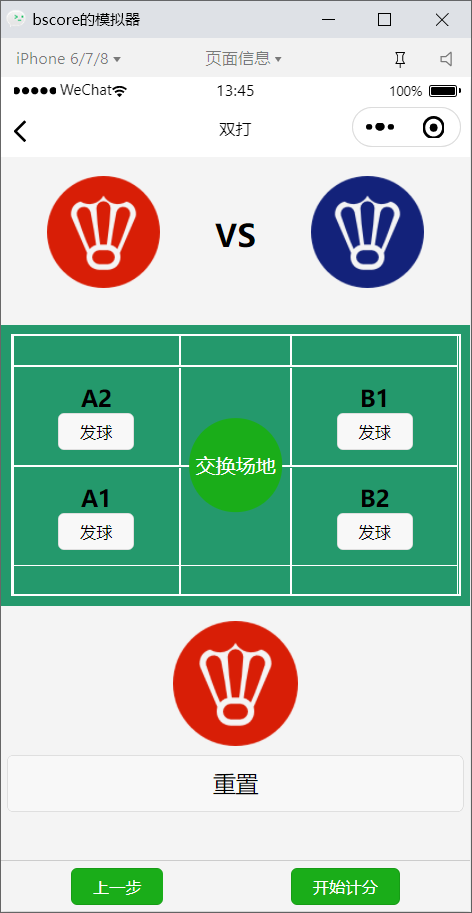 bscore的模拟器
iPhone 6/7/8 页面信息
WeChat 13:45 100%
双打
VS
A2 B1
发球 发球
交换场地
A1 B2
发球 发球
重置
上一步 开始计分